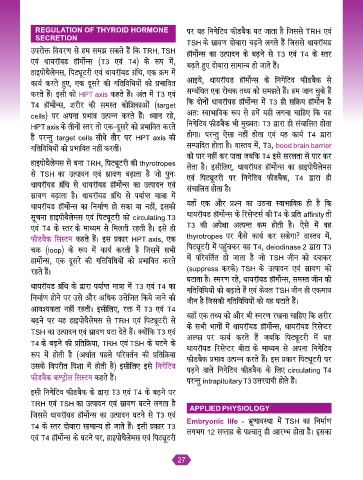 REGULATION OF THYROID HORMONE
SECRETION
उपरोक्त विवरण से हम समझ सकते हैं कि TRH, TSH
एवं थायरॉयड हॉर्मोन्स (T3 एवं T4) के रूप में,
हाइपोथैलेमस, पिट्यूटरी एवं थायरॉयड ग्रंथि, एक क्रम में
कार्य करते हुए, एक दूसरे की गतिविधियों को प्रभावित
करते हैं। इसी को HPT axis कहते हैं। अंत में T3 एवं
T4 हॉर्मोन्स, शरीर की समस्त कोशिकाओं (target
cells) पर अपना प्रभाव उत्पन्न करते हैं। ध्यान रहे,
HPT axis के तीनों स्तर तो एक-दूसरे को प्रभावित करते
हैं परन्तु target cells सीधे तौर पर HPT axis की
गतिविधियों को प्रभावित नहीं करतीं।
हाइपोथैलेमस से बना TRH, पिट्यूटरी की thyrotropes
से TSH का उत्पादन एवं स्रावण बढ़ाता है जो पुनः
थायरॉयड ग्रंथि से थायरॉयड हॉर्मोन्स का उत्पादन एवं
स्रावण बढ़ाता है। थायरॉयड ग्रंथि से पर्याप्त मात्रा में
थायरॉयड हॉर्मोन्स का निर्माण हो सका या नहीं, इसकी
सूचना हाइपोथैलेमस एवं पिट्यूटरी को circulating T3
एवं T4 के स्तर के माध्यम से मिलती रहती है। इसे ही
फीडबैक सिस्टम कहते हैं। इस प्रकार HPT axis, एक
चक्र (loop) के रूप में कार्य करती है जिसमें सभी
हार्मोन्स, एक दूसरे की गतिविधियों को प्रभावित करते
रहते हैं।
थायरॉयड ग्रंथि के द्वारा पर्याप्त मात्रा में T3 एवं T4 का
निर्माण होने पर उसे और अधिक उत्तेजित किये जाने की
आवश्यकता नहीं रहती। इसीलिए, रक्त में T3 एवं T4
बढ़ने पर यह हाइपोथैलेमस से TRH एवं पिट्यूटरी से
TSH का उत्पादन एवं स्रावण घटा देते हैं। क्योंकि T3 एवं
T4 के बढ़ने की प्रतिक्रिया, TRH एवं TSH के घटने के
रूप में होती है (अर्थात पहले परिवर्तन की प्रतिक्रिया
उसके विपरीत दिशा में होती है) इसीलिए इसे निगेटिव
फीडबैक कण्ट्रोल सिस्टम कहते हैं।
इसी निगेटिव फीडबैक के द्वारा T3 एवं T4 के बढ़ने पर
TRH एवं TSH का उत्पादन एवं स्रावण घटने लगता है
जिससे थायरॉयड हॉर्मोन्स का उत्पादन घटने से T3 एवं
T4 के स्तर दोबारा सामान्य हो जाते हैं। इसी प्रकार T3
एवं T4 हॉर्मोन्स के घटने पर, हाइपोथैलेमस एवं पिट्यूटरी
पर यह निगेटिव फीडबैक घट जाता है जिससे TRH एवं
TSH के स्रावण दोबारा बढ़ने लगते हैं जिससे थायरॉयड
हॉर्मोन्स का उत्पादन के बढ़ने से T3 एवं T4 के स्तर
बढ़ते हुए दोबारा सामान्य हो जाते हैं।
आइये, थायरॉयड हॉर्मोन्स के निगेटिव फीडबैक से
सम्बंधित एक रोचक तथ्य को समझते हैं। हम जान चुके हैं
कि दोनों थायरॉयड हॉर्मोन्स में T3 ही सक्रिय हॉर्मोन है
अतः स्वाभाविक रूप से हमें यही लगना चाहिए कि यह
निगेटिव फीडबैक भी मुख्यतः T3 द्वारा ही संचालित होता
होगा। परन्तु ऐसा नहीं होता एवं यह कार्य T4 द्वारा
सम्पादित होता है। वास्तव में, T3, blood brain barrier
को पार नहीं कर पाता जबकि T4 इसे सरलता से पार कर
लेता है। इसीलिए, थायरॉयड हॉर्मोन्स का हाइपोथैलेमस
एवं पिट्यूटरी पर निगेटिव फीडबैक, T4 द्वारा ही
संचालित होता है।
यहाँ एक और प्रश्न का उठना स्वाभाविक ही है कि
थायरॉयड हॉर्मोन्स के रिसेप्टर्स की T4 के प्रति affinity तो
T3 की अपेक्षा अत्यन्त कम होती है। ऐसे में वह
thyrotropes पर कैसे कार्य कर सकेगा? वास्तव में,
पिट्यूटरी में पहुँचकर यह T4, deiodinase 2 द्वारा T3
में परिवर्तित हो जाता है जो TSH जीन को दबाकर
(suppress करके) TSH के उत्पादन एवं स्रावण को
घटाता है। स्मरण रहे, थायरॉयड हॉर्मोन्स, समस्त जीन की
गतिविधियों को बढ़ाते हैं एवं केवल TSH जीन ही एकमात्र
जीन है जिसकी गतिविधियों को यह घटाते हैं।
यहाँ एक तथ्य को और भी स्मरण रखना चाहिए कि शरीर
के सभी भागों में थायरॉयड हॉर्मोन्स, थायरॉयड रिसेप्टर
अल्फ़ा पर कार्य करते हैं जबकि पिट्यूटरी में यह
थायरॉयड रिसेप्टर बीटा के माध्यम से अपना निगेटिव
फीडबैक प्रभाव उत्पन्न करते हैं। इस प्रकार पिट्यूटरी पर
पड़ने वाले निगेटिव फीडबैक के लिए circulating T4
परन्तु intrapituitary T3 उत्तरदायी होते है।
APPLIED PHYSIOLOGY
Embryonic life - भ्रूणावस्था में TSH का निर्माण
लगभग 12 सप्ताह के पश्चात् ही आरम्भ होता है। इसका
27